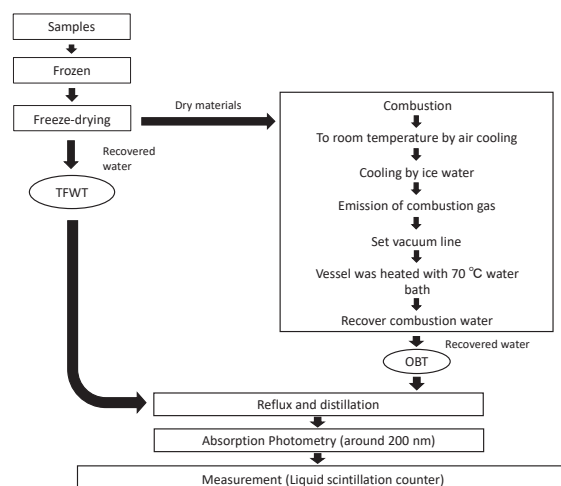 Samples
Frozen
Freeze-drying
Dry materials
Recovered
water
TFWT
Combustion
To room temperature by air cooling
Cooling by ice water
Emission of combustion gas
Set vacuum line
Vessel was heated with 70 ℃ water
bath
Recover combustion water
Recovered water
OBT
Reflux and distillation
Absorption Photometry (around 200 nm)
Measurement (Liquid scintillation counter)